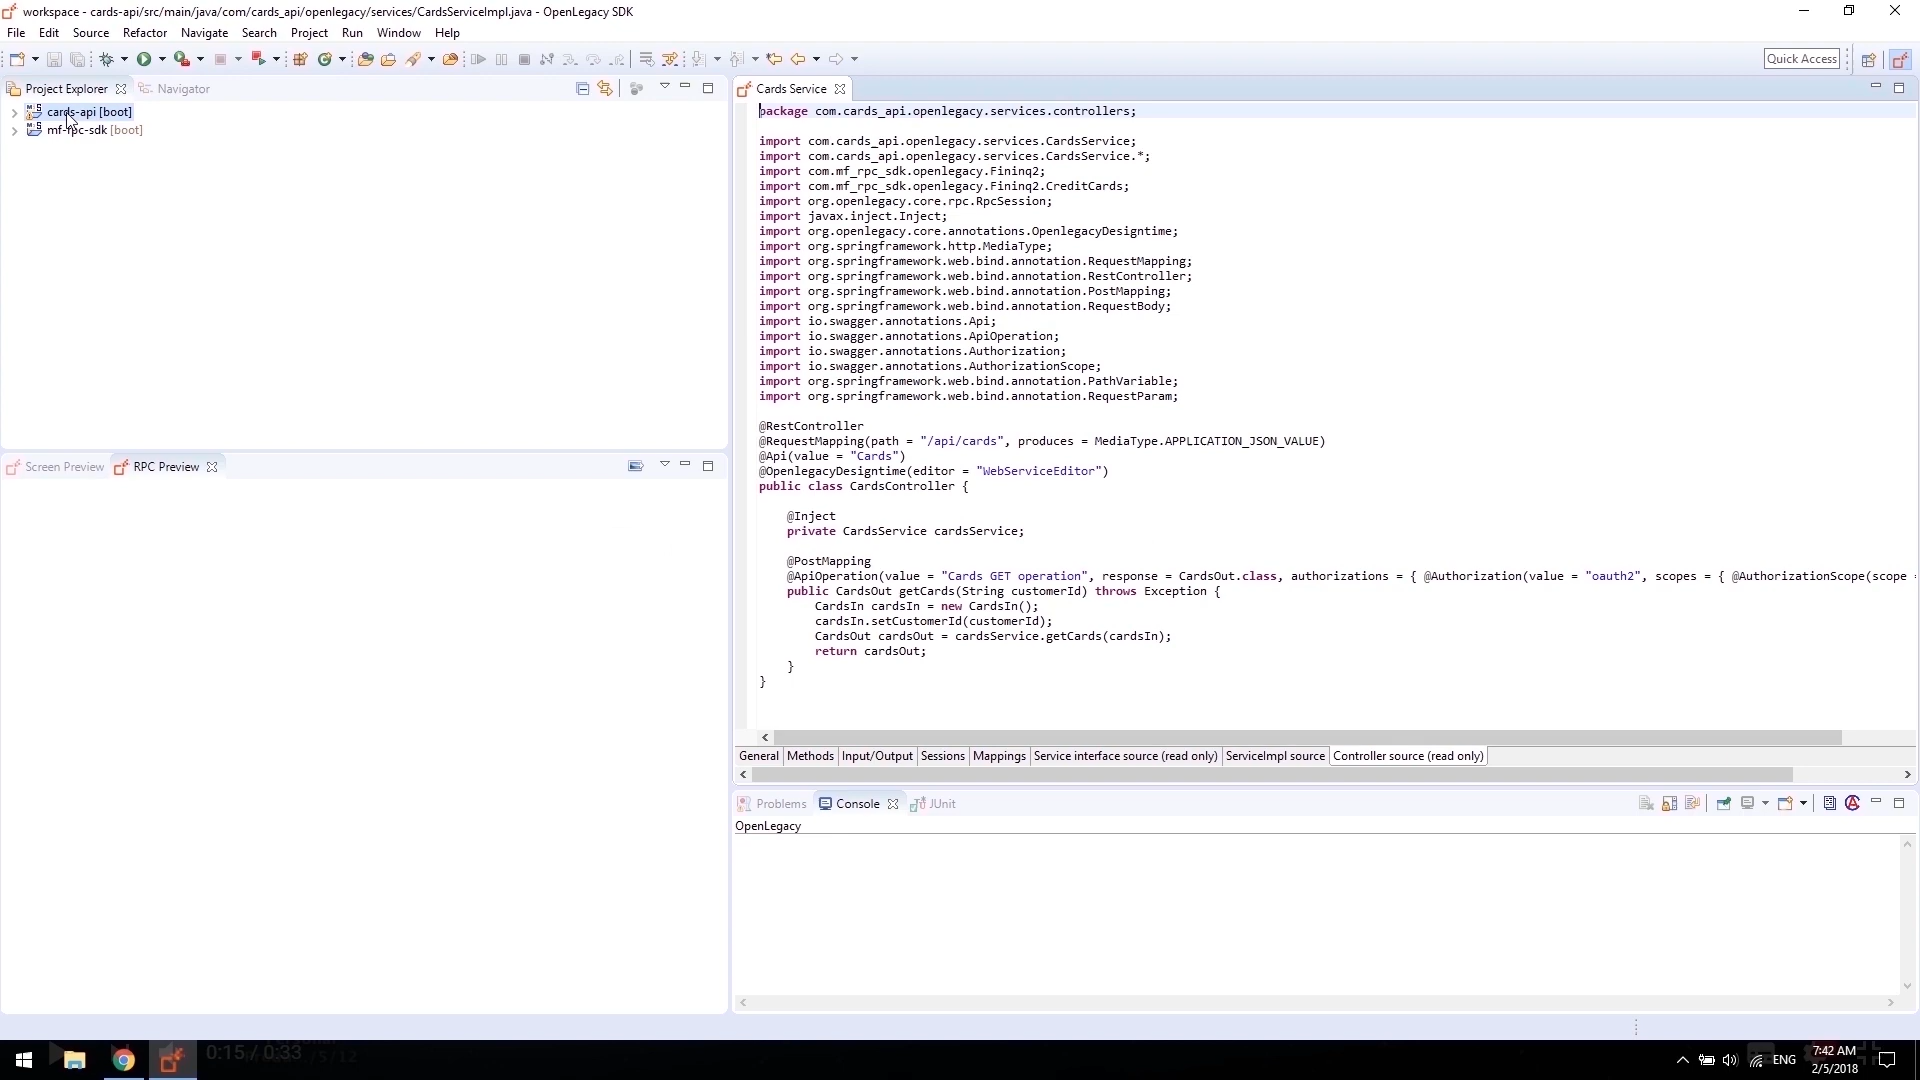 workspace - cards-api/src/main/java/com/cards_api/openlegacy/services/CardsServiceImpl.java - OpenLegacy SDK
File Edit Source Refactor Navigate Search Project Run Window Help
Quick Access
Project Explorer Navigator
cards-api [boot]
mf-rpc-sdk [boot]
Screen Preview RPC Preview
Cards Service
package com.cards_api.openlegacy.services.controllers;
import com.cards_api.openlegacy.services.CardsService;
import com.cards_api.openlegacy.services.CardsService.*;
import com.mf_rpc_sdk.openlegacy.Fininq2;
import com.mf_rpc_sdk.openlegacy.Fininq2.CreditCards;
import org.openlegacy.core.rpc.RpcSession;
import javax.inject.Inject;
import org.openlegacy.core.annotations.OpenlegacyDesigntime;
import org.springframework.http.MediaType;
import org.springframework.web.bind.annotation.RequestMapping;
import org.springframework.web.bind.annotation.RestController;
import org.springframework.web.bind.annotation.PostMapping;
import org.springframework.web.bind.annotation.RequestBody;
import io.swagger.annotations.Api;
import io.swagger.annotations.ApiOperation;
import io.swagger.annotations.Authorization;
import io.swagger.annotations.AuthorizationScope;
import org.springframework.web.bind.annotation.PathVariable;
import org.springframework.web.bind.annotation.RequestParam;
@RestController
@RequestMapping(path = "/api/cards", produces = MediaType.APPLICATION_JSON_VALUE)
@Api(value = "Cards")
@OpenlegacyDesigntime(editor = "WebServiceEditor")
public class CardsController {
@Inject
private CardsService cardsService;
@PostMapping
@ApiOperation(value = "Cards GET operation", response = CardsOut.class, authorizations = { @Authorization(value = "oauth2", scopes = { @AuthorizationScope(scope =
public CardsOut getCards(String customerId) throws Exception {
CardsIn cardsIn = new CardsIn();
cardsIn.setCustomerId(customerId);
CardsOut cardsOut = cardsService.getCards(cardsIn);
return cardsOut;
}
}
General Methods Input/Output Sessions Mappings Service interface source (read only) ServiceImpl source Controller source (read only)
Problems Console JUnit
OpenLegacy
0:15 / 0:33
ENG
7:42 AM
2/5/2018